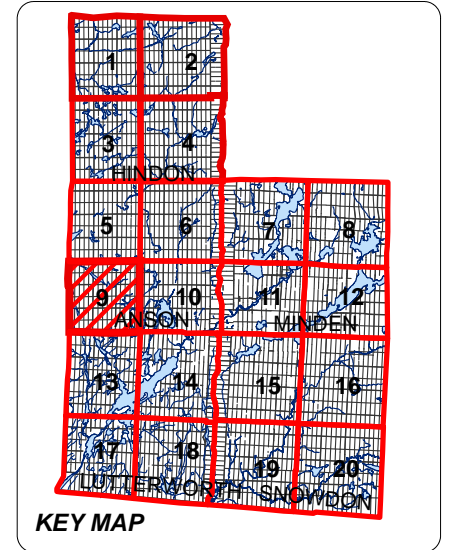 1 2
3 4
HINDON
5 6 7 8
9 10 11 12
ANSON MINDEN
13 14 15 16
17 18 19 20
LUTTERWORTH SNOWDON
KEY MAP